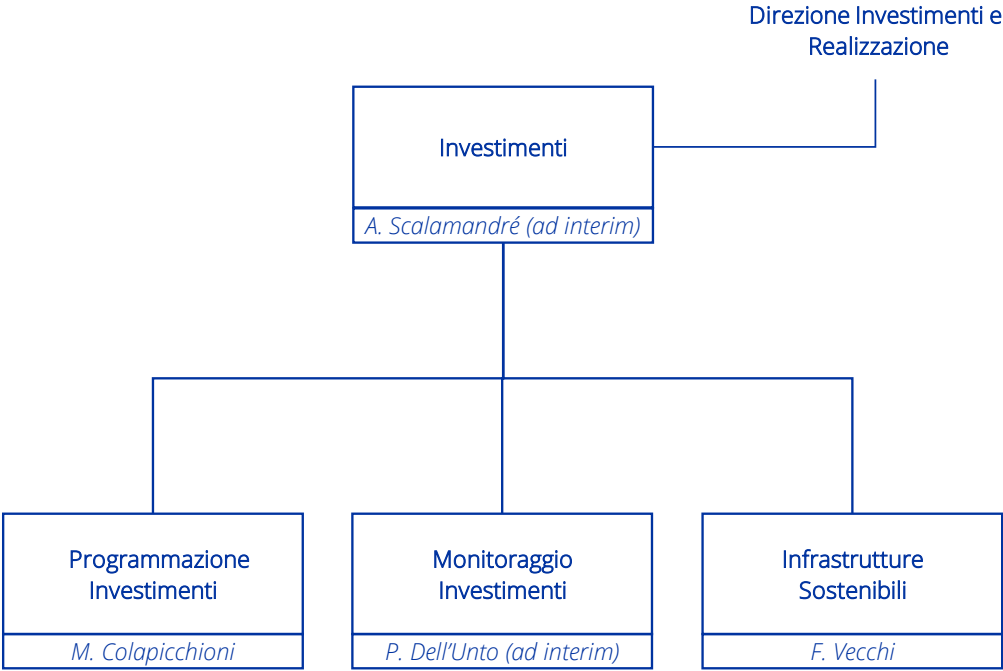 Direzione Investimenti e
Realizzazione
Investimenti
A. Scalamandré (ad interim)
Programmazione
Investimenti
M. Colapicchioni
Monitoraggio
Investimenti
P. Dell’Unto (ad interim)
Infrastrutture
Sostenibili
F. Vecchi